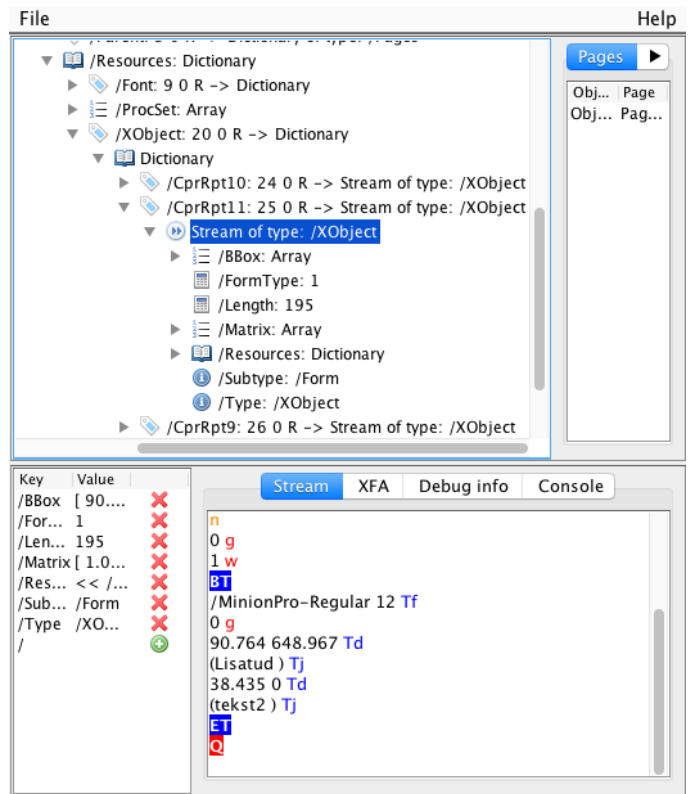 File Help
/Resources: Dictionary
/Font: 9 0 R -> Dictionary
/ProcSet: Array
/XObject: 20 0 R -> Dictionary
Dictionary
/CprRpt10: 24 0 R -> Stream of type: /XObject
/CprRpt11: 25 0 R -> Stream of type: /XObject
Stream of type: /XObject
/BBox: Array
/FormType: 1
/Length: 195
/Matrix: Array
/Resources: Dictionary
/Subtype: /Form
/Type: /XObject
/CprRpt9: 26 0 R -> Stream of type: /XObject
Pages
Obj... Page
Obj... Pag...
Key Value
/BBox [ 90....
/For... 1
/Len... 195
/Matrix [ 1.0...
/Res... << /...
/Sub... /Form
/Type /XO...
/
Stream XFA Debug info Console
n
0 g
1 w
BT
/MinionPro-Regular 12 Tf
0 g
90.764 648.967 Td
(Lisatud ) Tj
38.435 0 Td
(tekst2 ) Tj
ET
Q